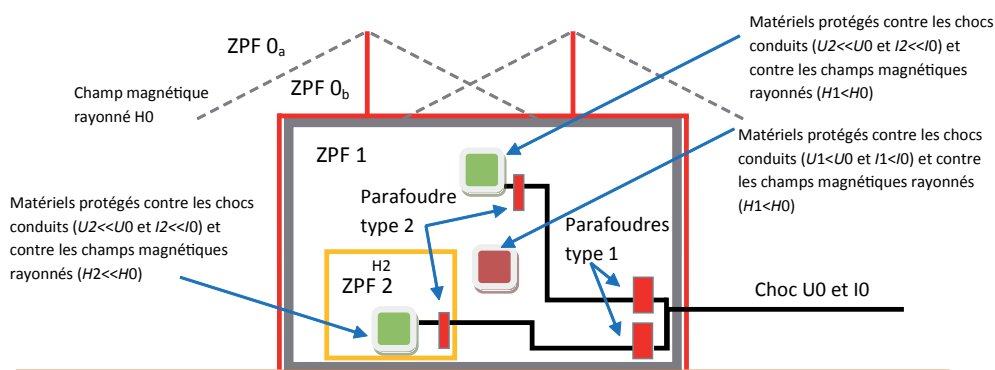 ZPF 0a
Matériels protégés contre les chocs
conduits (U2<<U0 et I2<<I0) et
contre les champs magnétiques
rayonnés (H1<H0)
ZPF 0b
Champ magnétique
rayonné H0
Matériels protégés contre les chocs
conduits (U1<U0 et I1<I0) et contre
les champs magnétiques rayonnés
(H1<H0)
ZPF 1
Parafoudre
type 2
Matériels protégés contre les chocs
conduits (U2<<U0 et I2<<I0) et
contre les champs magnétiques
rayonnés (H2<<H0)
Parafoudres
type 1
H2
ZPF 2
Choc U0 et I0